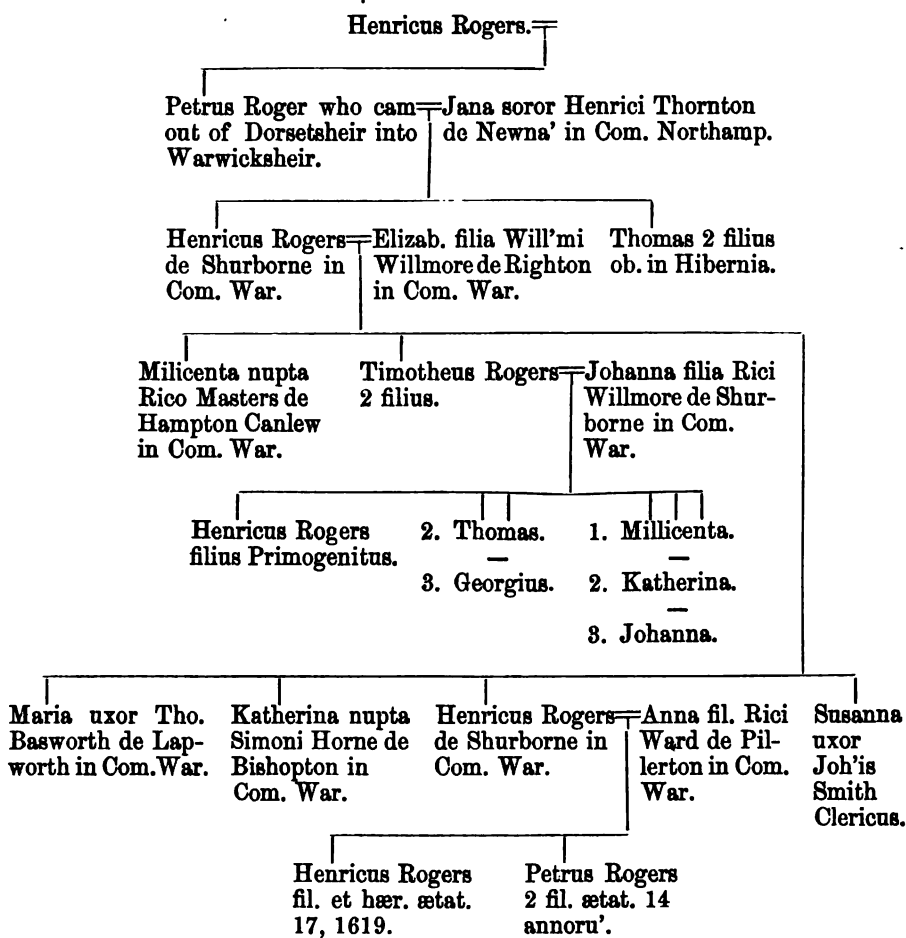 Henricus Rogers.
Petrus Roger who cam
out of Dorsetsheir into
Warwicksheir.
Jana soror Henrici Thornton
de Newna' in Com. Northamp.
Henricus Rogers
de Shurborne in
Com. War.
Elizab. filia Will'mi
Willmore de Righton
in Com. War.
Thomas 2 filius
ob. in Hibernia.
Milicenta nupta
Rico Masters de
Hampton Canlew
in Com. War.
Timotheus Rogers
2 filius.
Johanna filia Rici
Willmore de Shur-
borne in Com.
War.
Henricus Rogers
filius Primogenitus.
2. Thomas.
3. Georgius.
1. Millicenta.
2. Katherina.
3. Johanna.
Maria uxor Tho.
Basworth de Lap-
worth in Com. War.
Katherina nupta
Simoni Horne de
Bishopton in
Com. War.
Henricus Rogers
de Shurborne in
Com. War.
Anna fil. Rici
Ward de Pil-
lerton in Com.
War.
Susanna
uxor
Joh'is
Smith
Clericus.
Henricus Rogers
fil. et hær. ætat.
17, 1619.
Petrus Rogers
2 fil. ætat. 14
annoru'.